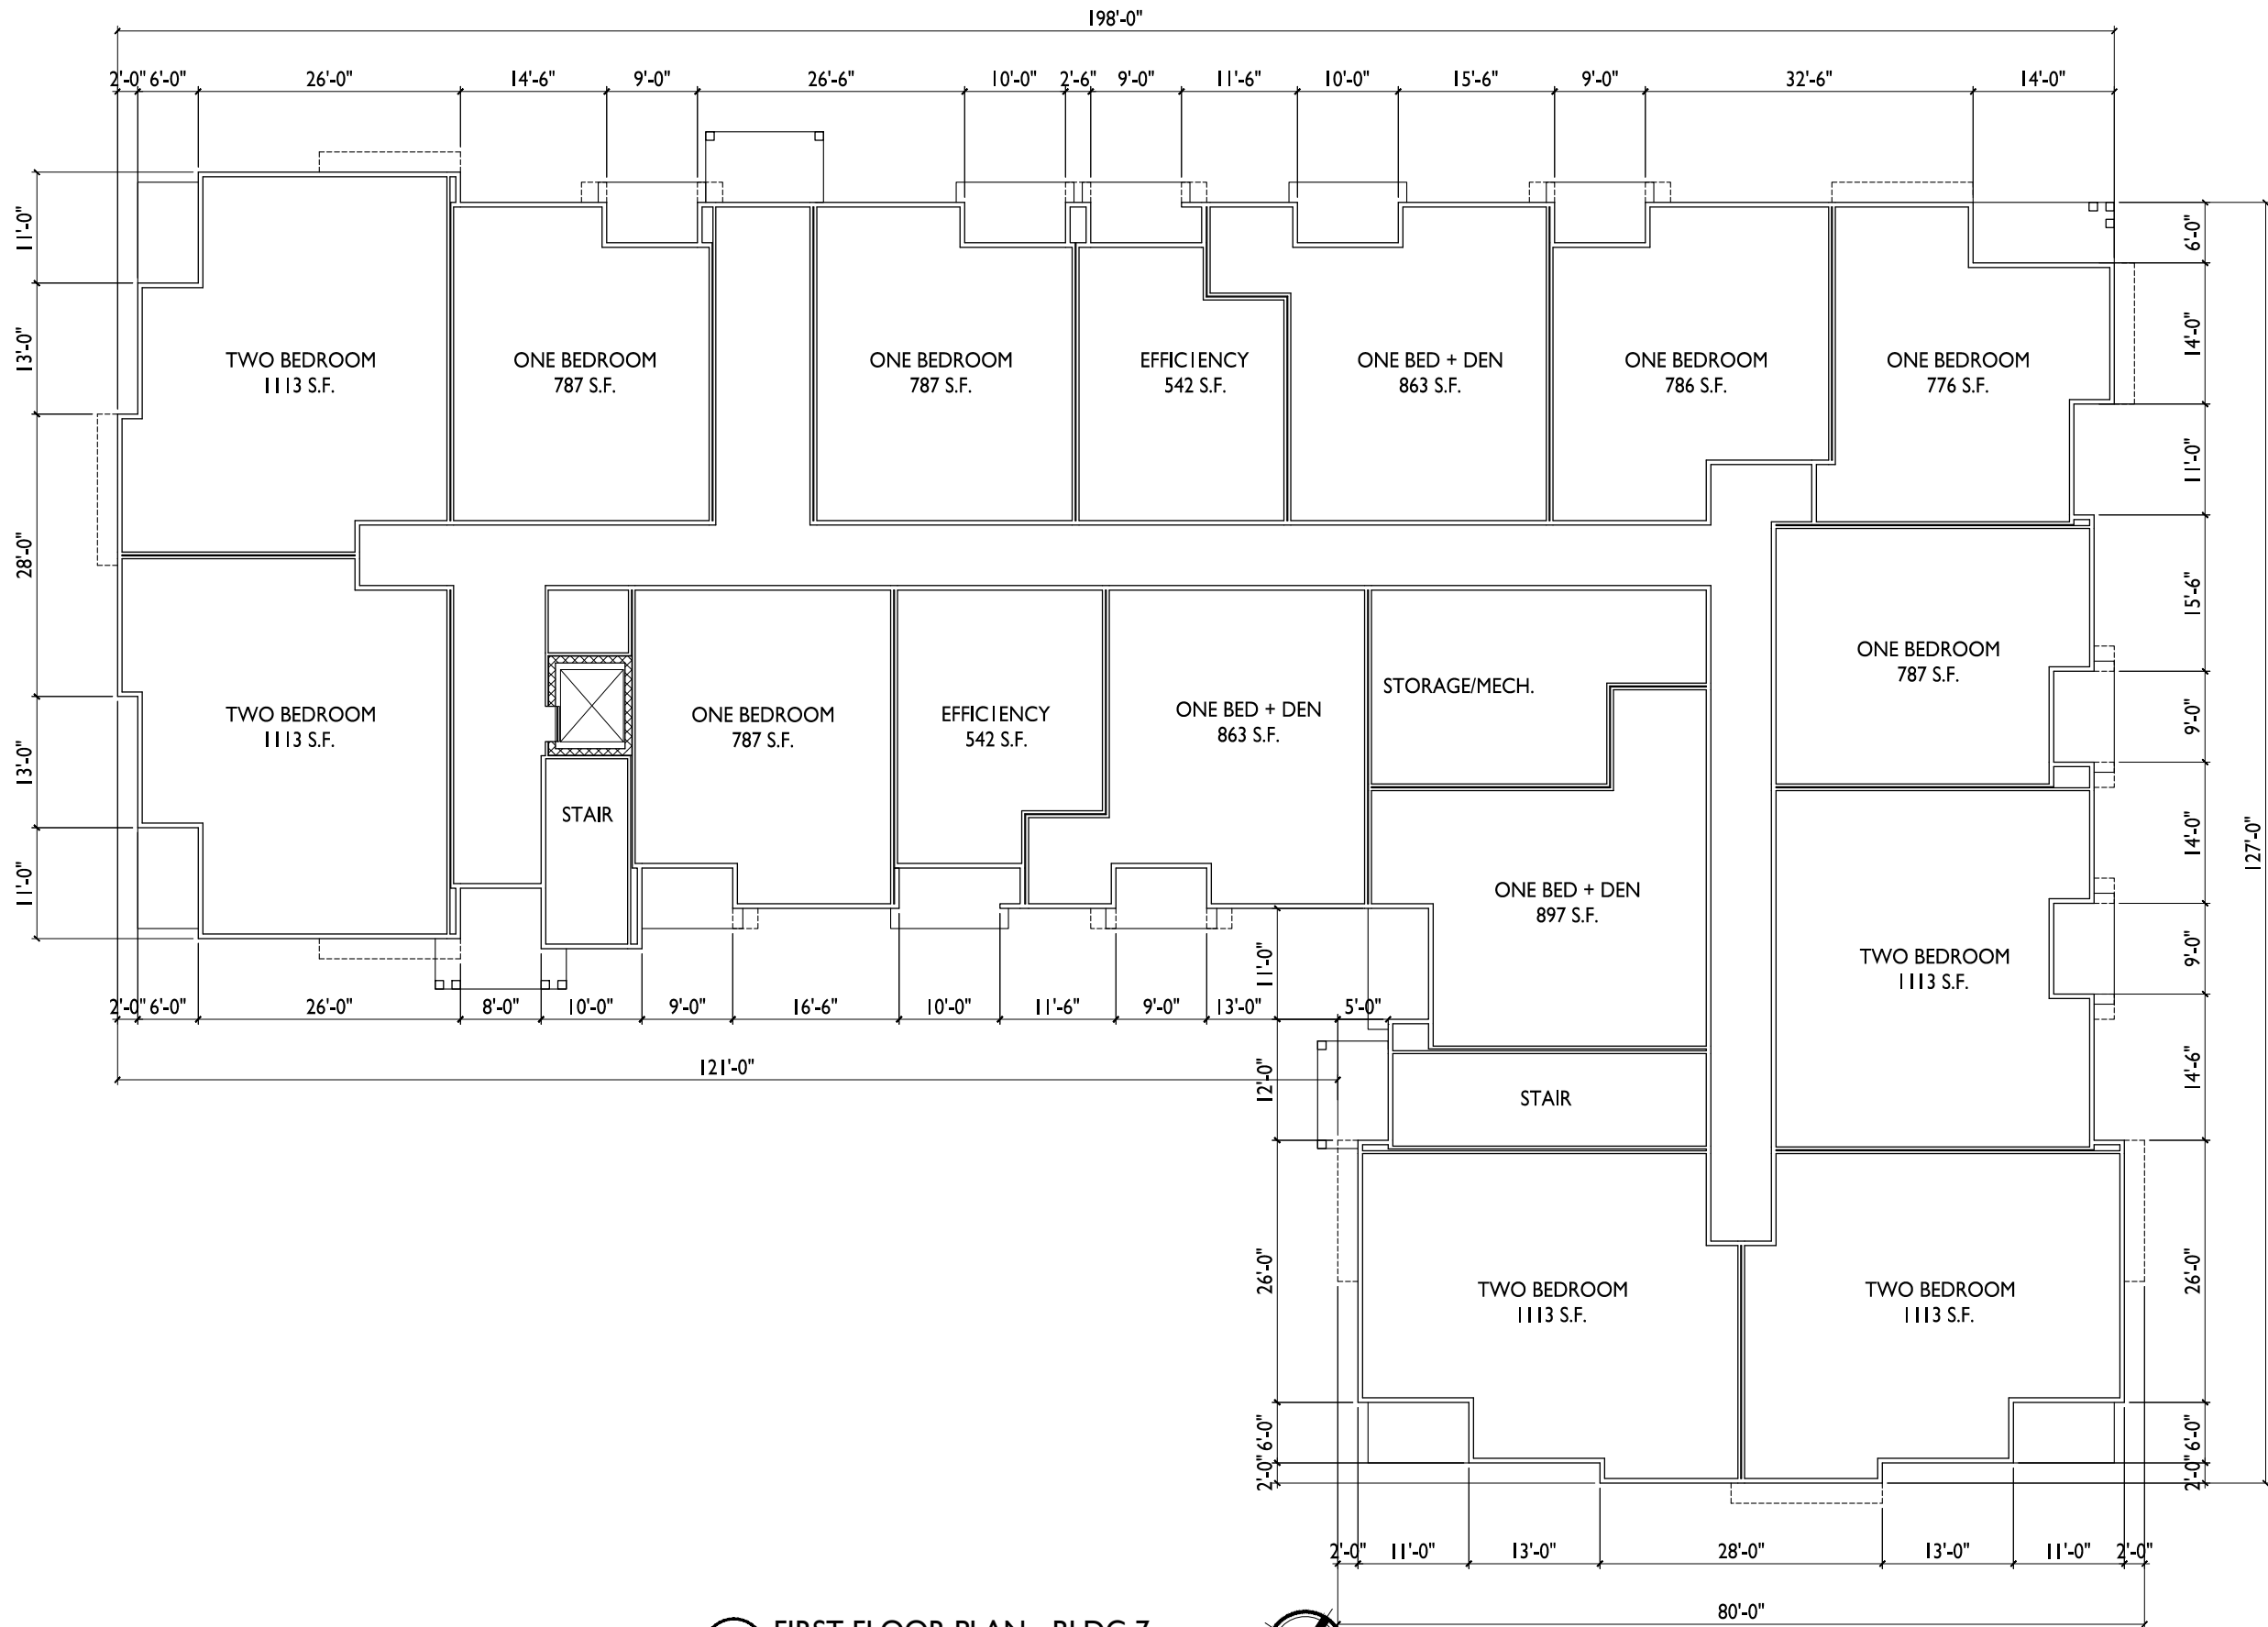 198'-0"
2'-0" 6'-0" 26'-0" 14'-6" 9'-0" 26'-6" 10'-0" 2'-6" 9'-0" 11'-6" 10'-0" 15'-6" 9'-0" 32'-6" 14'-0"
11'-0"
13'-0"
28'-0"
13'-0"
11'-0"
TWO BEDROOM
1113 S.F.
ONE BEDROOM
787 S.F.
ONE BEDROOM
787 S.F.
EFFICIENCY
542 S.F.
ONE BED + DEN
863 S.F.
ONE BEDROOM
786 S.F.
ONE BEDROOM
776 S.F.
6'-0"
14'-0"
11'-0"
15'-6"
9'-0"
14'-0"
9'-0"
14'-6"
26'-0"
2'-0" 6'-0"
127'-0"
TWO BEDROOM
1113 S.F.
STAIR
ONE BEDROOM
787 S.F.
EFFICIENCY
542 S.F.
ONE BED + DEN
863 S.F.
STORAGE/MECH.
ONE BEDROOM
787 S.F.
ONE BED + DEN
897 S.F.
TWO BEDROOM
1113 S.F.
2'-0" 6'-0" 26'-0" 8'-0" 10'-0" 9'-0" 16'-6" 10'-0" 11'-6" 9'-0" 13'-0" 5'-0"
121'-0"
11'-0"
12'-0"
26'-0"
2'-0" 6'-0"
STAIR
TWO BEDROOM
1113 S.F.
TWO BEDROOM
1113 S.F.
2'-0" 11'-0" 13'-0" 28'-0" 13'-0" 11'-0" 2'-0"
80'-0"
FIRST FLOOR PLAN - BLDG 7